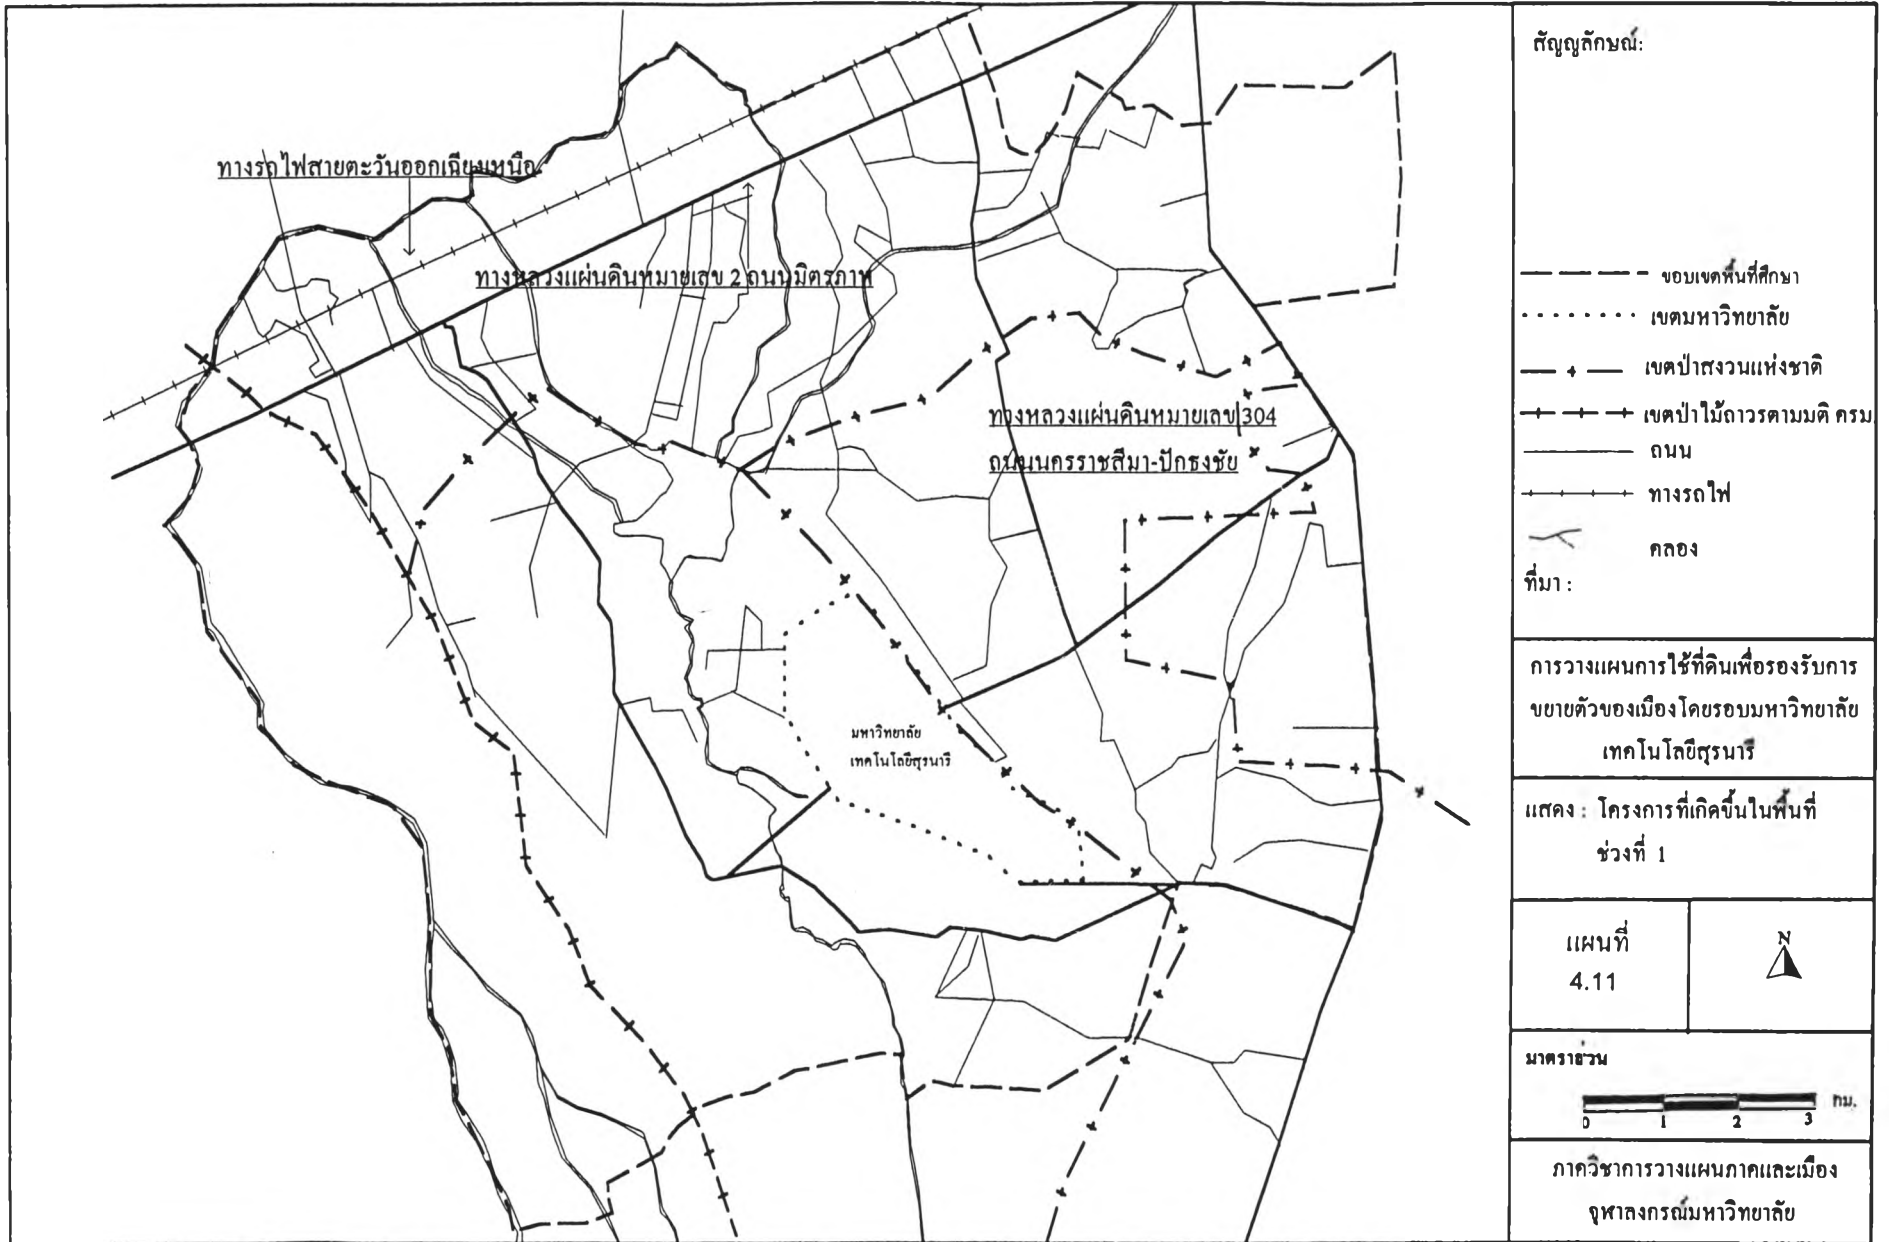 ทางรถไฟสายตะวันออกเฉียงเหนือ
ทางหลวงแผ่นดินหมายเลข 2 ถนนมิตรภาพ
ทางหลวงแผ่นดินหมายเลข 304
ถนนนครราชสีมา-ปักธงชัย
มหาวิทยาลัย
เทคโนโลยีสุรนารี
สัญญลักษณ์:
ขอบเขตพื้นที่ศึกษา
เขตมหาวิทยาลัย
เขตป่าสงวนแห่งชาติ
เขตป่าไม้ถาวรตามมติ ครม.
ถนน
ทางรถไฟ
คลอง
ที่มา :
การวางแผนการใช้ที่ดินเพื่อรองรับการ
ขยายตัวของเมืองโดยรอบมหาวิทยาลัย
เทคโนโลยีสุรนารี
แสดง : โครงการที่เกิดขึ้นในพื้นที่
ช่วงที่ 1
แผนที่
4.11
N
มาตราส่วน
กม.
0 1 2 3
ภาควิชาการวางแผนภาคและเมือง
จุฬาลงกรณ์มหาวิทยาลัย